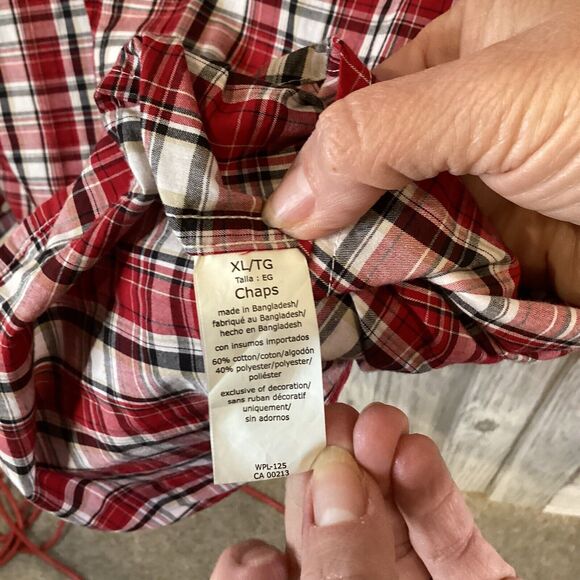 XL/TG
Talla : EG
Chaps
made in Bangladesh/
fabriqué au Bangladesh/
hecho en Bangladesh
con insumos importados
60% cotton/coton/algodón
40% polyester/polyester/
poliéster
exclusive of decoration/
sans ruban décoratif
uniquement/
sin adornos
WPL-125
CA 00213